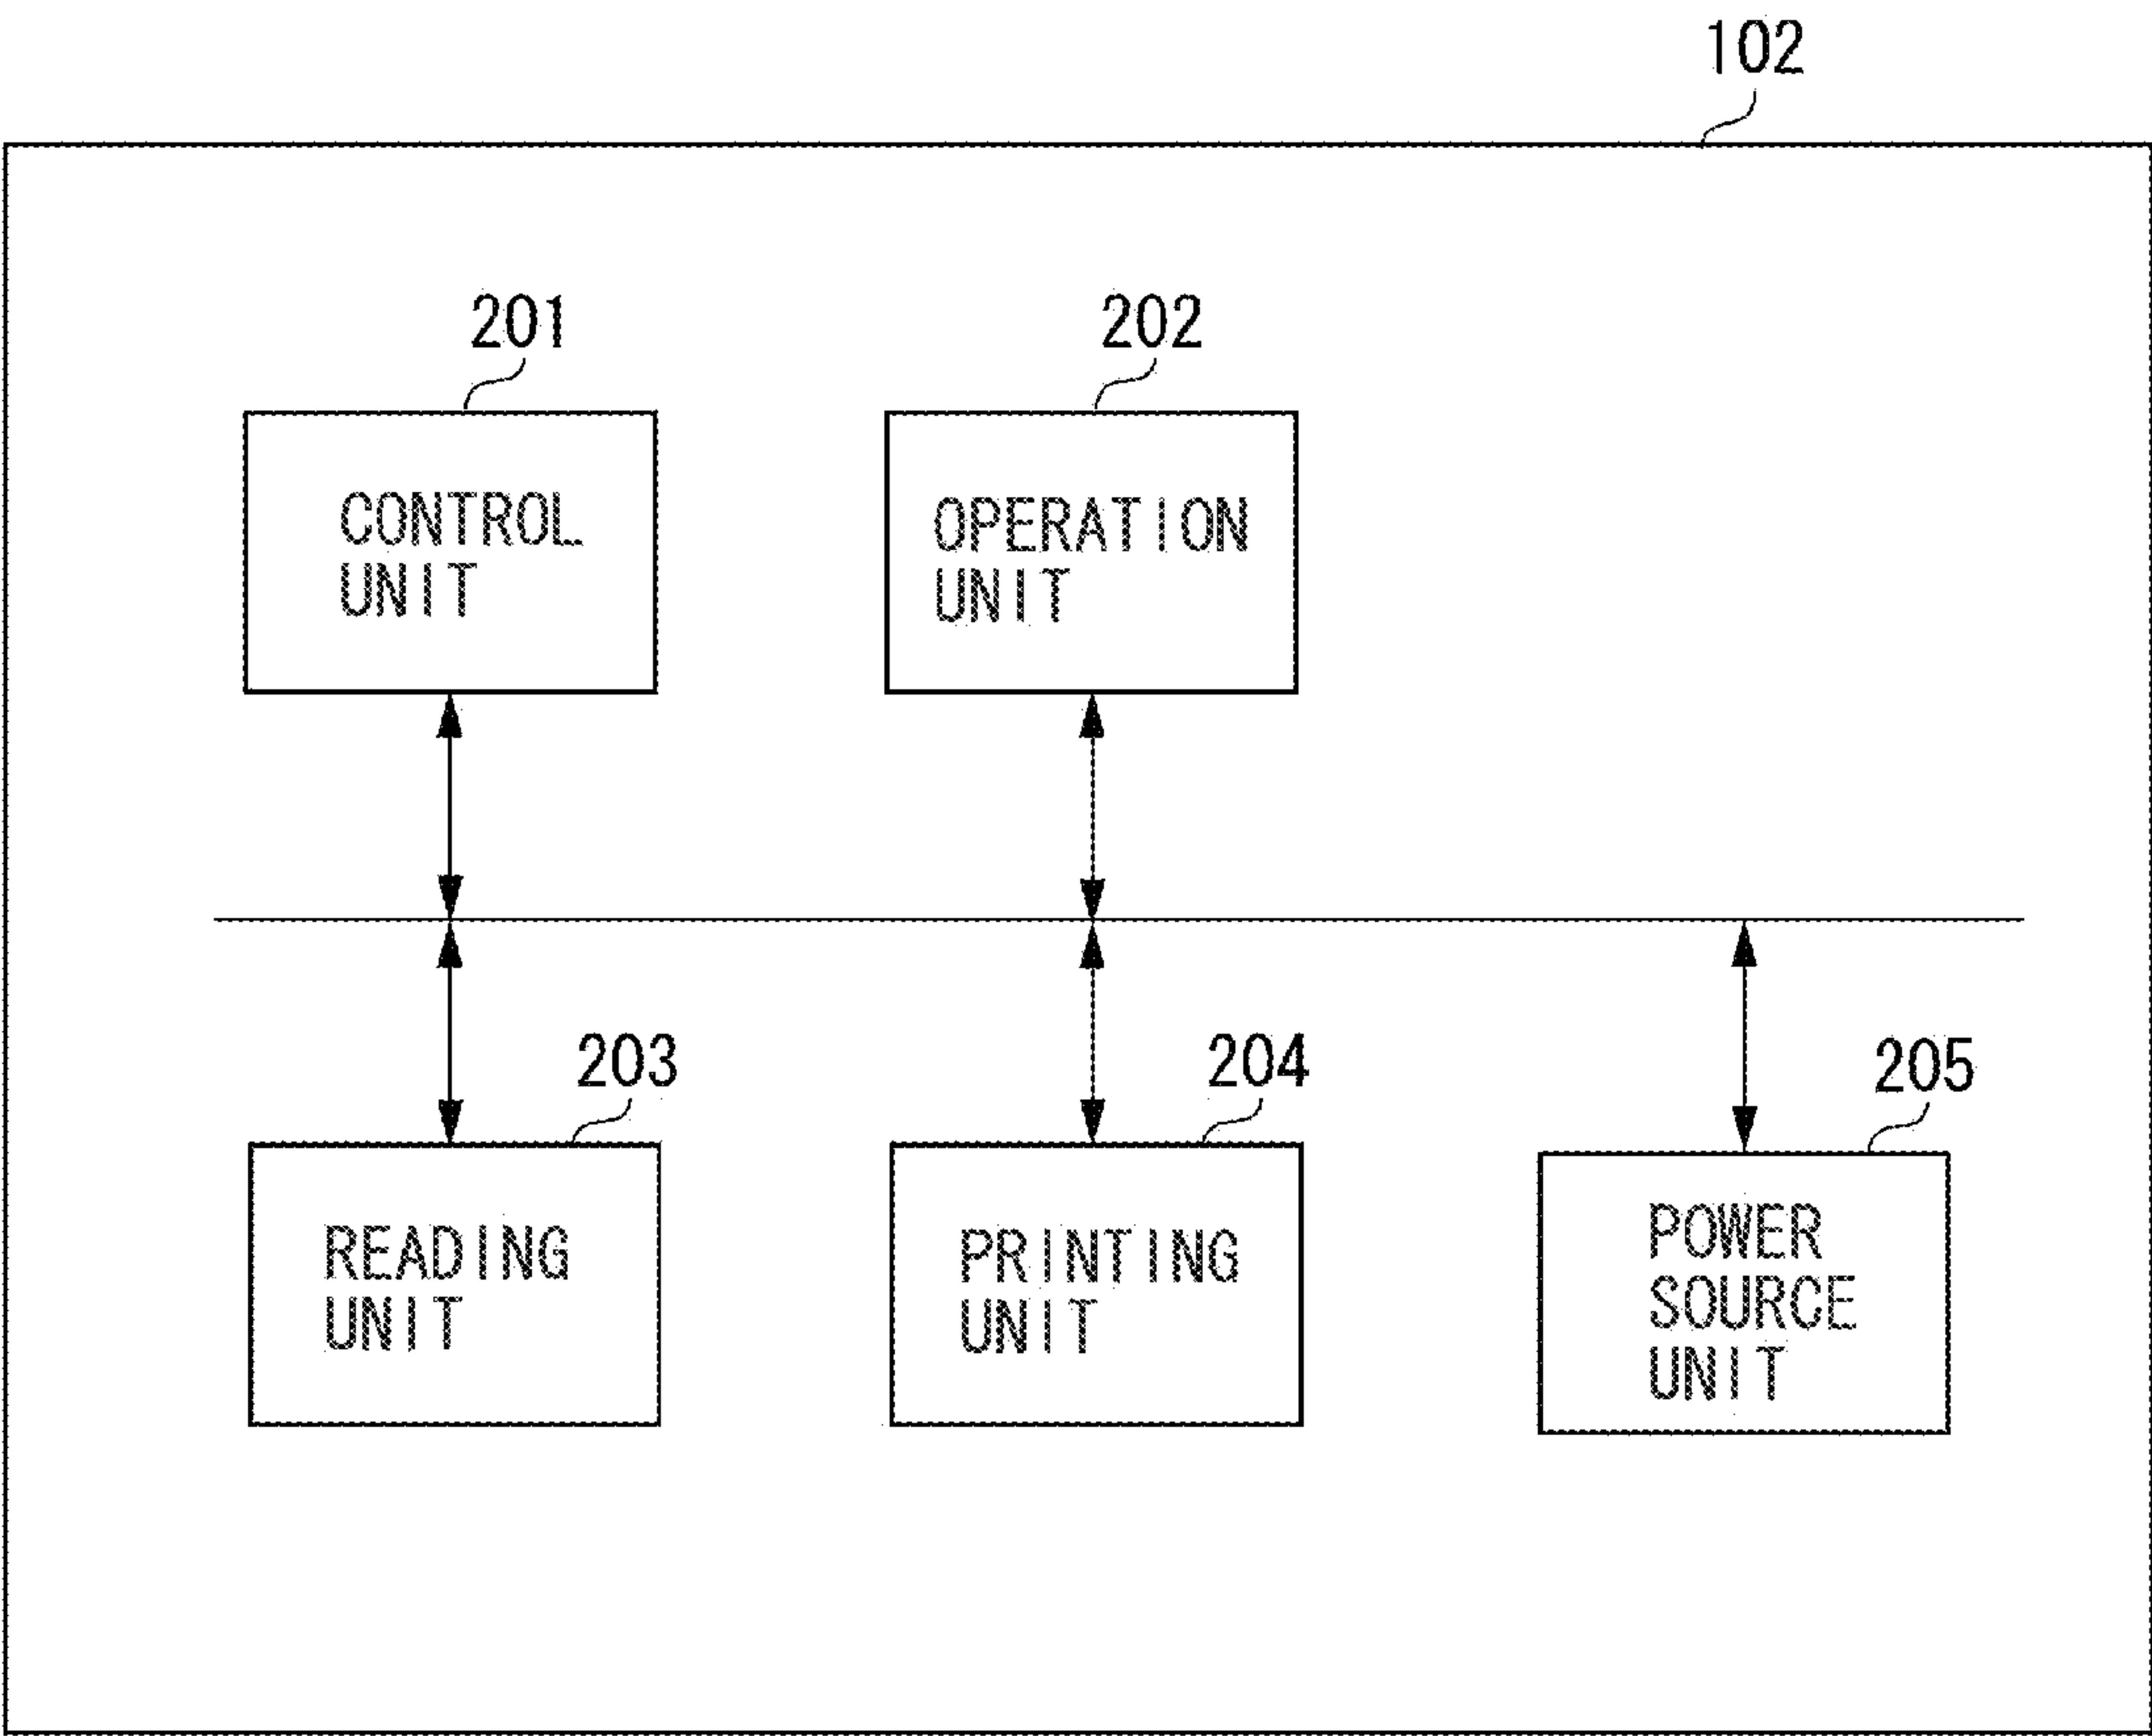 102
201
CONTROL
UNIT
202
OPERATION
UNIT
203
READING
UNIT
204
PRINTING
UNIT
205
POWER
SOURCE
UNIT